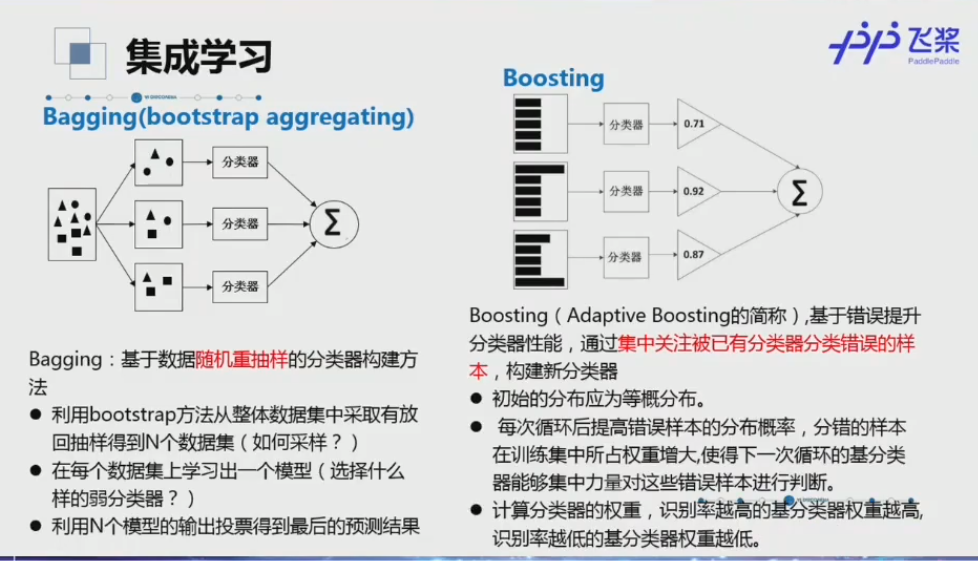 集成学习
飞桨
PaddlePaddle
Bagging(bootstrap aggregating)
分类器
分类器
分类器
Σ
Bagging：基于数据随机重抽样的分类器构建方
法
● 利用bootstrap方法从整体数据集中采取有放
回抽样得到N个数据集（如何采样？）
● 在每个数据集上学习出一个模型（选择什么
样的弱分类器？）
● 利用N个模型的输出投票得到最后的预测结果
Boosting
分类器
0.71
分类器
0.92
分类器
0.87
Σ
Boosting（Adaptive Boosting的简称）,基于错误提升
分类器性能，通过集中关注被已有分类器分类错误的样
本，构建新分类器
● 初始的分布应为等概分布。
● 每次循环后提高错误样本的分布概率，分错的样本
在训练集中所占权重增大,使得下一次循环的基分类
器能够集中力量对这些错误样本进行判断。
● 计算分类器的权重，识别率越高的基分类器权重越高,
识别率越低的基分类器权重越低。